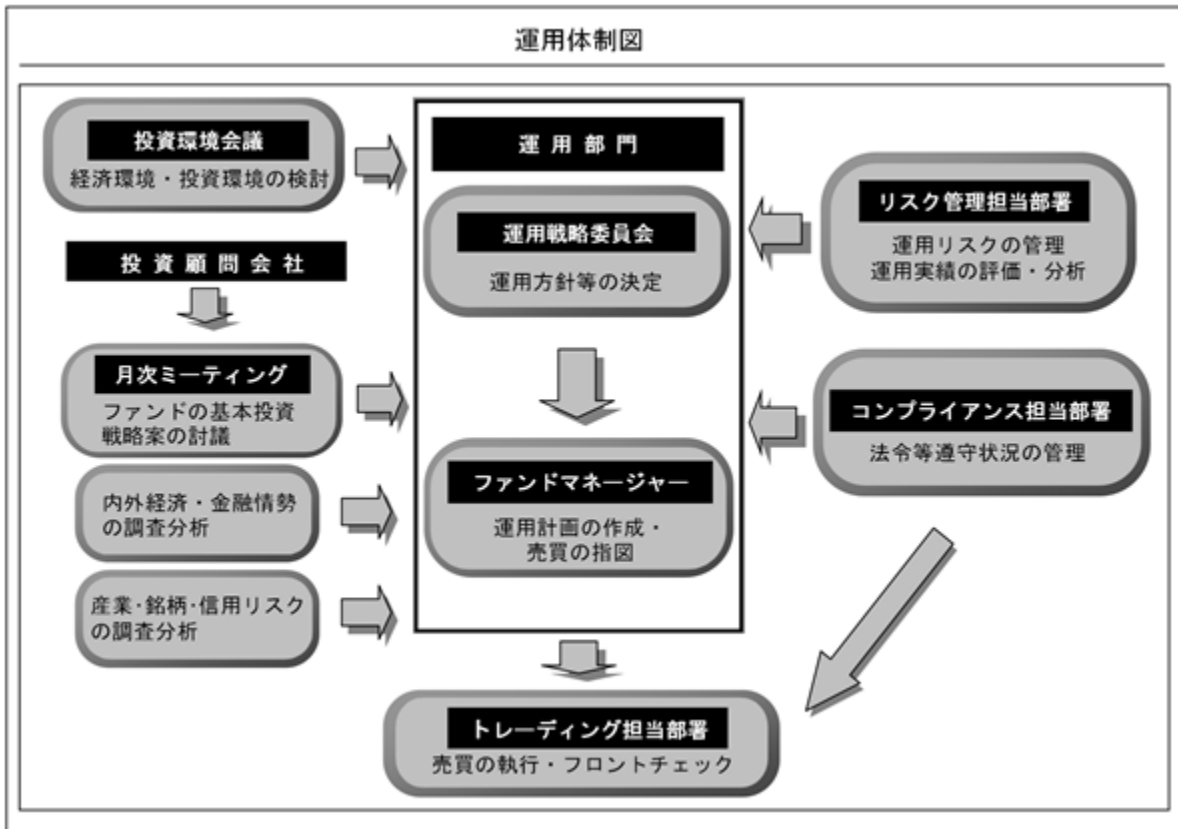 運用体制図
投資環境会議
経済環境・投資環境の検討
投資顧問会社
月次ミーティング
ファンドの基本投資
戦略案の討議
内外経済・金融情勢
の調査分析
産業・銘柄・信用リスク
の調査分析
運用部門
運用戦略委員会
運用方針等の決定
ファンドマネージャー
運用計画の作成・
売買の指図
リスク管理担当部署
運用リスクの管理
運用実績の評価・分析
コンプライアンス担当部署
法令等遵守状況の管理
トレーディング担当部署
売買の執行・フロントチェック